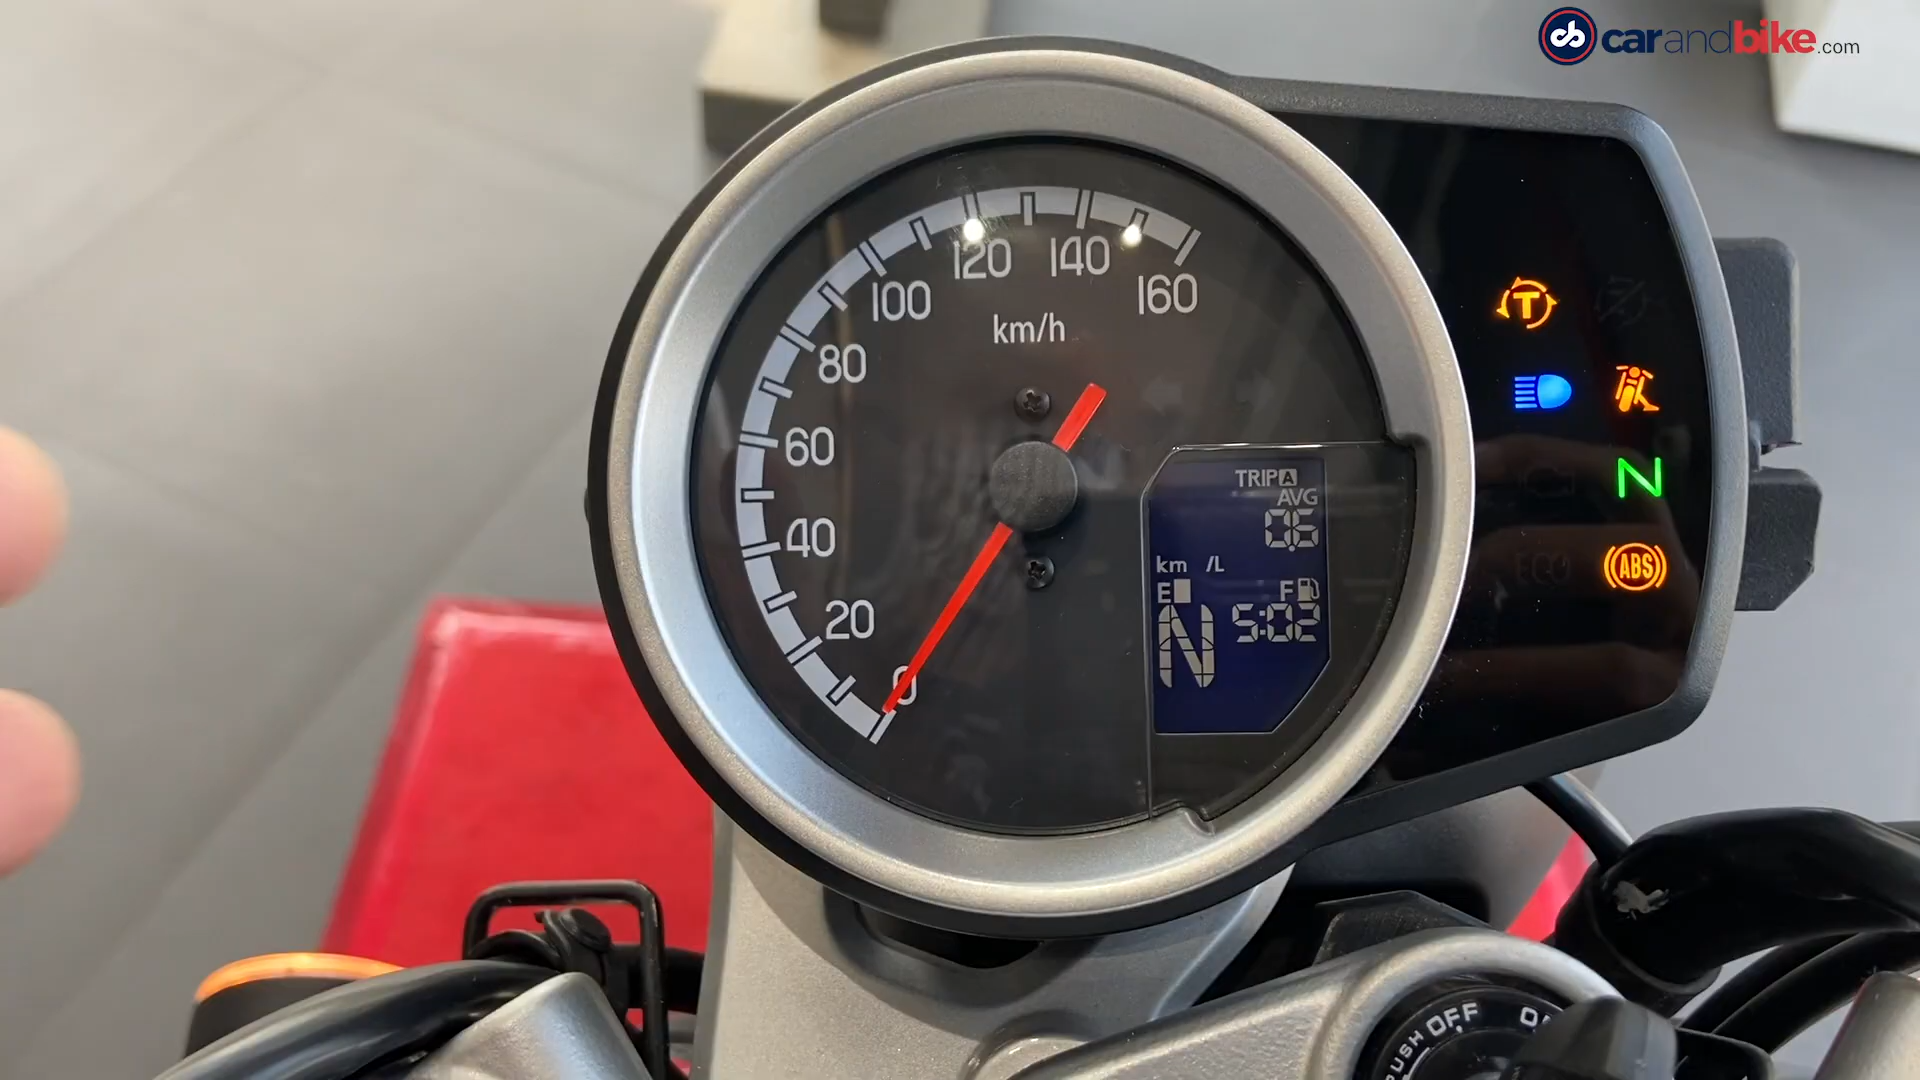 carandbike.com
160
140
120
100
80
60
40
20
0
km/h
TRIP A
AVG
0.6
km /L
E F
N 5:02
T
N
ABS
ECO
PUSH OFF